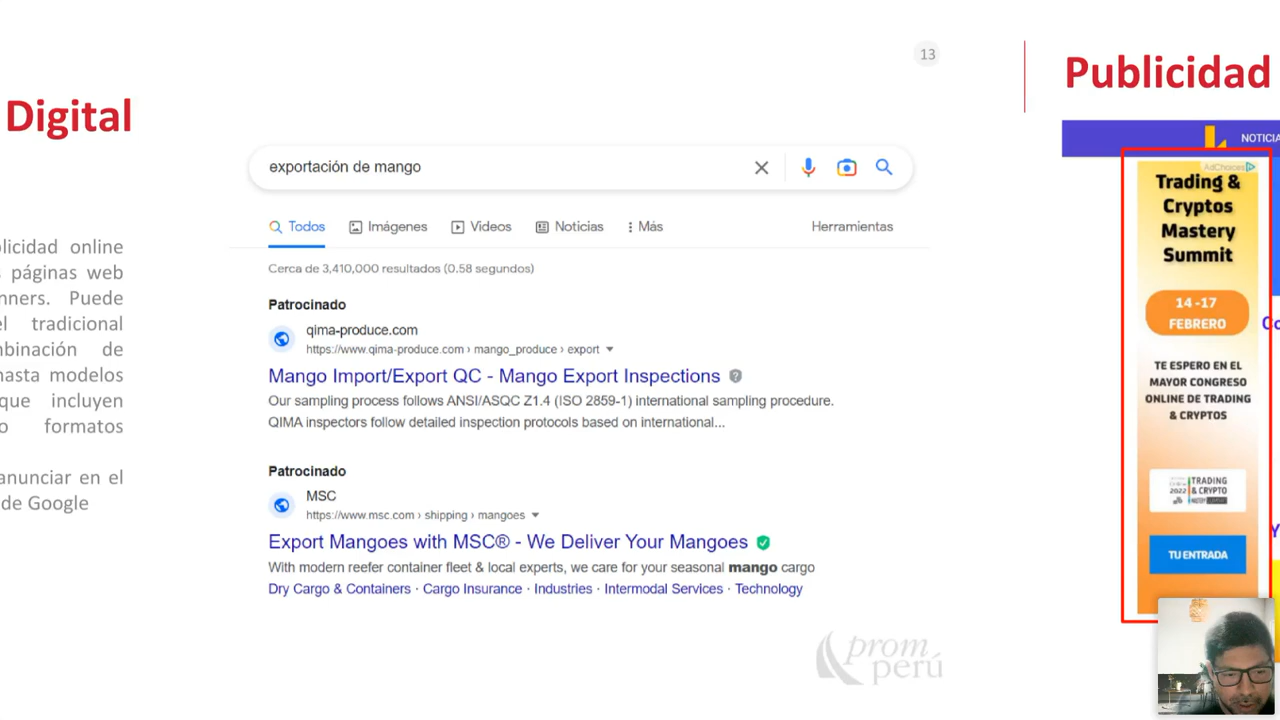 13
Digital
Publicidad
blicidad online
s páginas web
nners. Puede
el tradicional
mbinación de
hasta modelos
que incluyen
o formatos
anunciar en el
de Google
exportación de mango
Todos Imágenes Videos Noticias Más Herramientas
Cerca de 3,410,000 resultados (0.58 segundos)
Patrocinado
qima-produce.com
https://www.qima-produce.com › mango_produce › export
Mango Import/Export QC - Mango Export Inspections
Our sampling process follows ANSI/ASQC Z1.4 (ISO 2859-1) international sampling procedure.
QIMA inspectors follow detailed inspection protocols based on international...
Patrocinado
MSC
https://www.msc.com › shipping › mangoes
Export Mangoes with MSC® - We Deliver Your Mangoes
With modern reefer container fleet & local experts, we care for your seasonal mango cargo
Dry Cargo & Containers · Cargo Insurance · Industries · Intermodal Services · Technology
prom
perú
NOTICIA
AdChoices
Trading &
Cryptos
Mastery
Summit
14 -17
FEBRERO
TE ESPERO EN EL
MAYOR CONGRESO
ONLINE DE TRADING
& CRYPTOS
2022
TRADING
& CRYPTO
TU ENTRADA